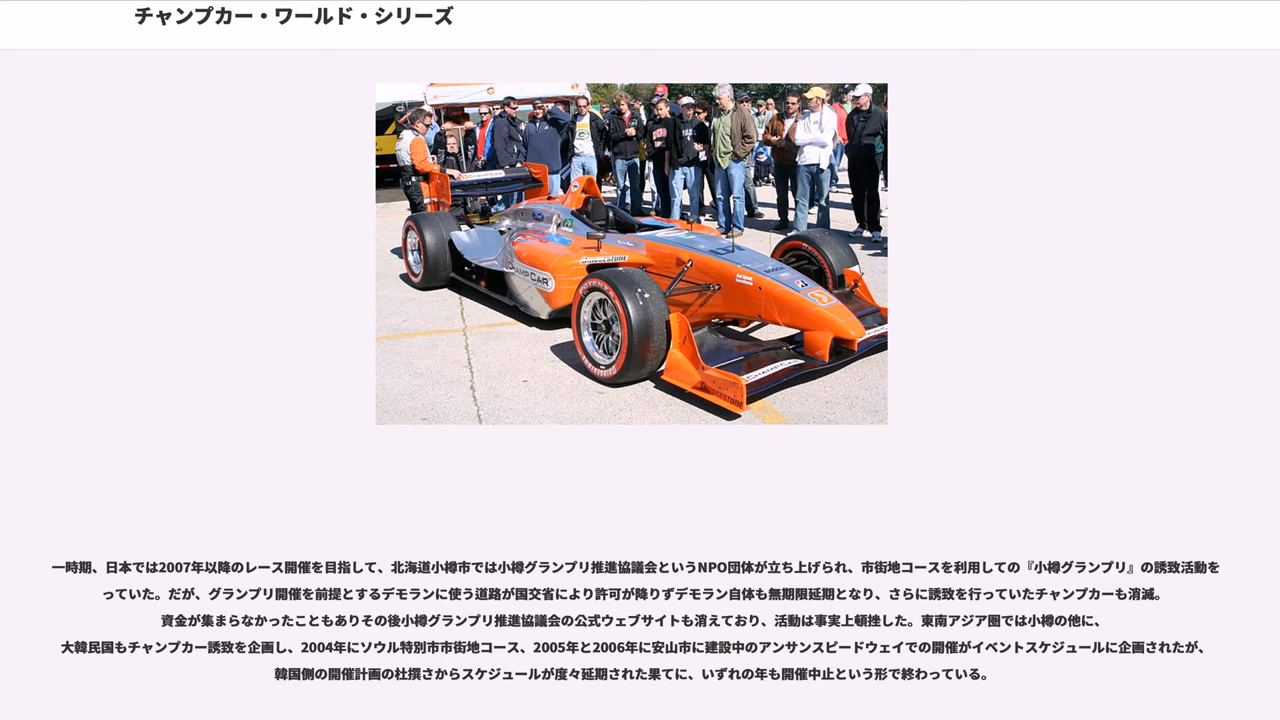 チャンプカー・ワールド・シリーズ
CHAMPCAR
BRIDGESTONE
CHAMPCAR
POTENZA
BRIDGESTONE
CHAMPCAR
BRIDGESTONE
一時期、日本では2007年以降のレース開催を目指して、北海道小樽市では小樽グランプリ推進協議会というNPO団体が立ち上げられ、市街地コースを利用しての『小樽グランプリ』の誘致活動を
っていた。だが、グランプリ開催を前提とするデモランに使う道路が国交省により許可が降りずデモラン自体も無期限延期となり、さらに誘致を行っていたチャンプカーも消滅。
資金が集まらなかったこともありその後小樽グランプリ推進協議会の公式ウェブサイトも消えており、活動は事実上頓挫した。東南アジア圏では小樽の他に、
大韓民国もチャンプカー誘致を企画し、2004年にソウル特別市市街地コース、2005年と2006年に安山市に建設中のアンサンスピードウェイでの開催がイベントスケジュールに企画されたが、
韓国側の開催計画の杜撰さからスケジュールが度々延期された果てに、いずれの年も開催中止という形で終わっている。